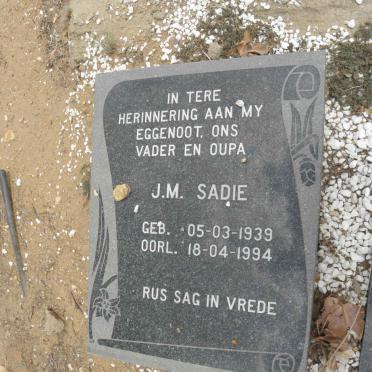 IN TERE
HERINNERING AAN MY
EGGENOOT, ONS
VADER EN OUPA
J.M. SADIE
GEB. 05-03-1939
OORL. 18-04-1994
RUS SAG IN VREDE